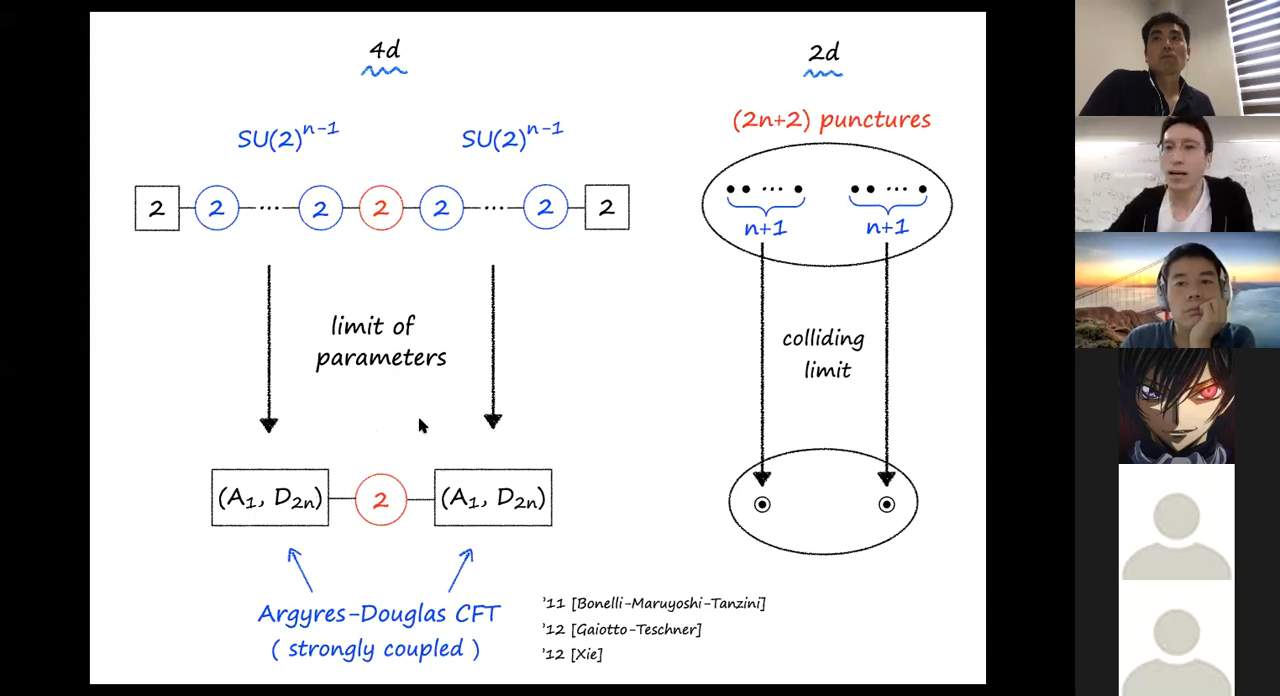 4d
2d
SU(2)^{n-1} SU(2)^{n-1}
(2n+2) punctures
2 2 ... 2 2 2 ... 2 2
n+1 n+1
limit of
parameters
colliding
limit
(A₁, D₂ₙ) 2 (A₁, D₂ₙ)
Argyres-Douglas CFT
( strongly coupled )
'11 [Bonelli-Maruyoshi-Tanzini]
'12 [Gaiotto-Teschner]
'12 [Xie]